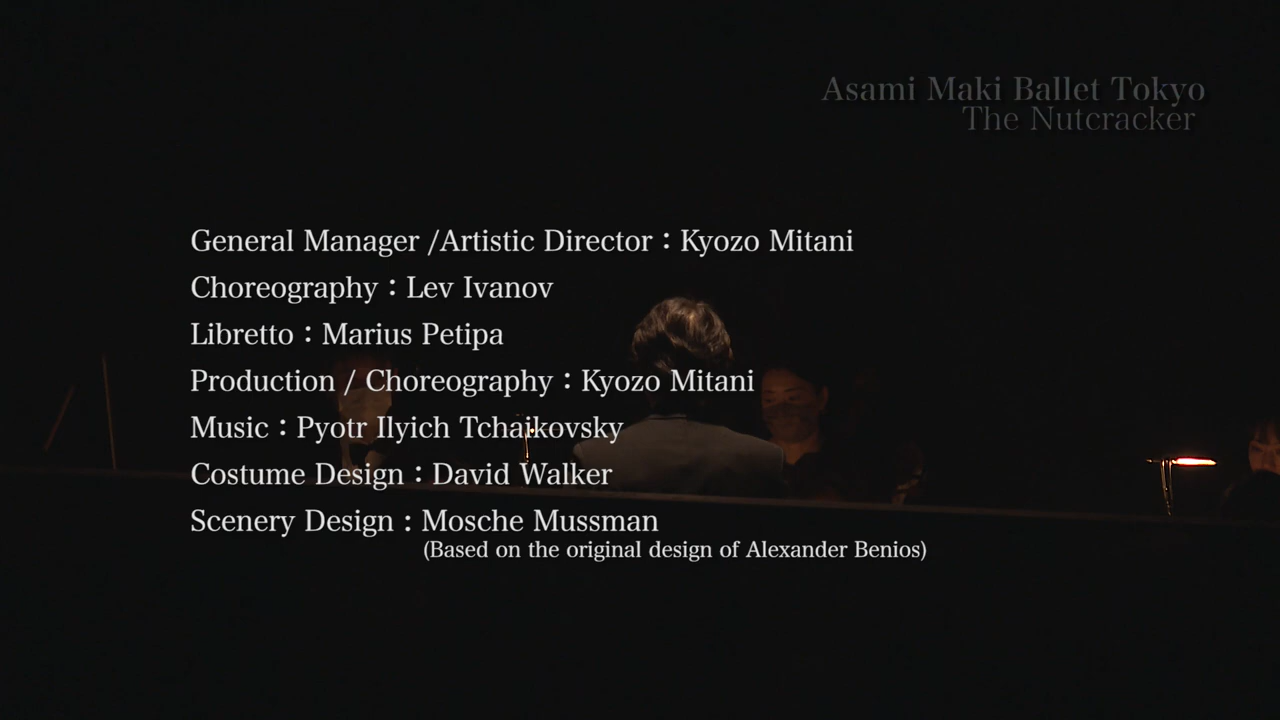 Asami Maki Ballet Tokyo
The Nutcracker
General Manager /Artistic Director : Kyozo Mitani
Choreography : Lev Ivanov
Libretto : Marius Petipa
Production / Choreography : Kyozo Mitani
Music : Pyotr Ilyich Tchaikovsky
Costume Design : David Walker
Scenery Design : Mosche Mussman
(Based on the original design of Alexander Benios)